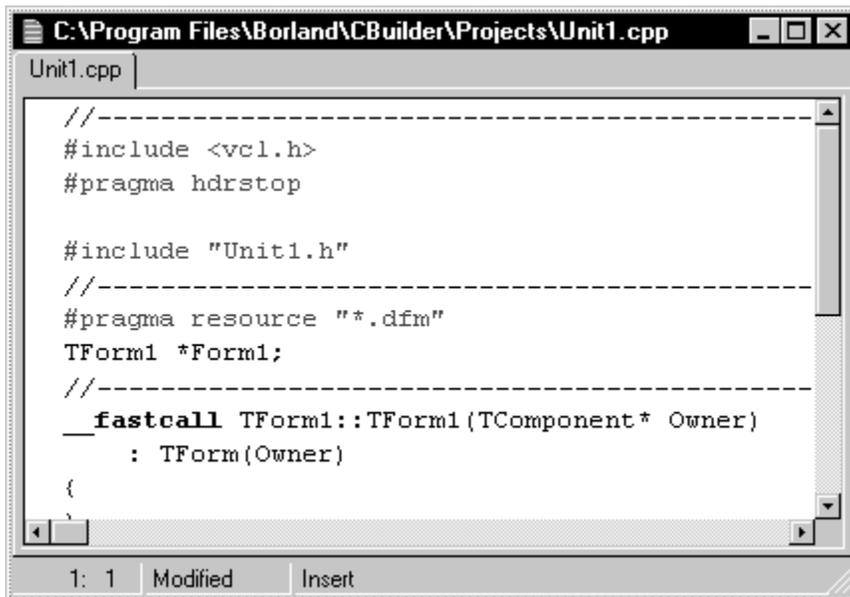 C:\Program Files\Borland\CBuilder\Projects\Unit1.cpp
Unit1.cpp
//--------------------------------------------
#include <vcl.h>
#pragma hdrstop
#include "Unit1.h"
//--------------------------------------------
#pragma resource "*.dfm"
TForm1 *Form1;
//--------------------------------------------
__fastcall TForm1::TForm1(TComponent* Owner)
: TForm(Owner)
{
1: 1 Modified Insert